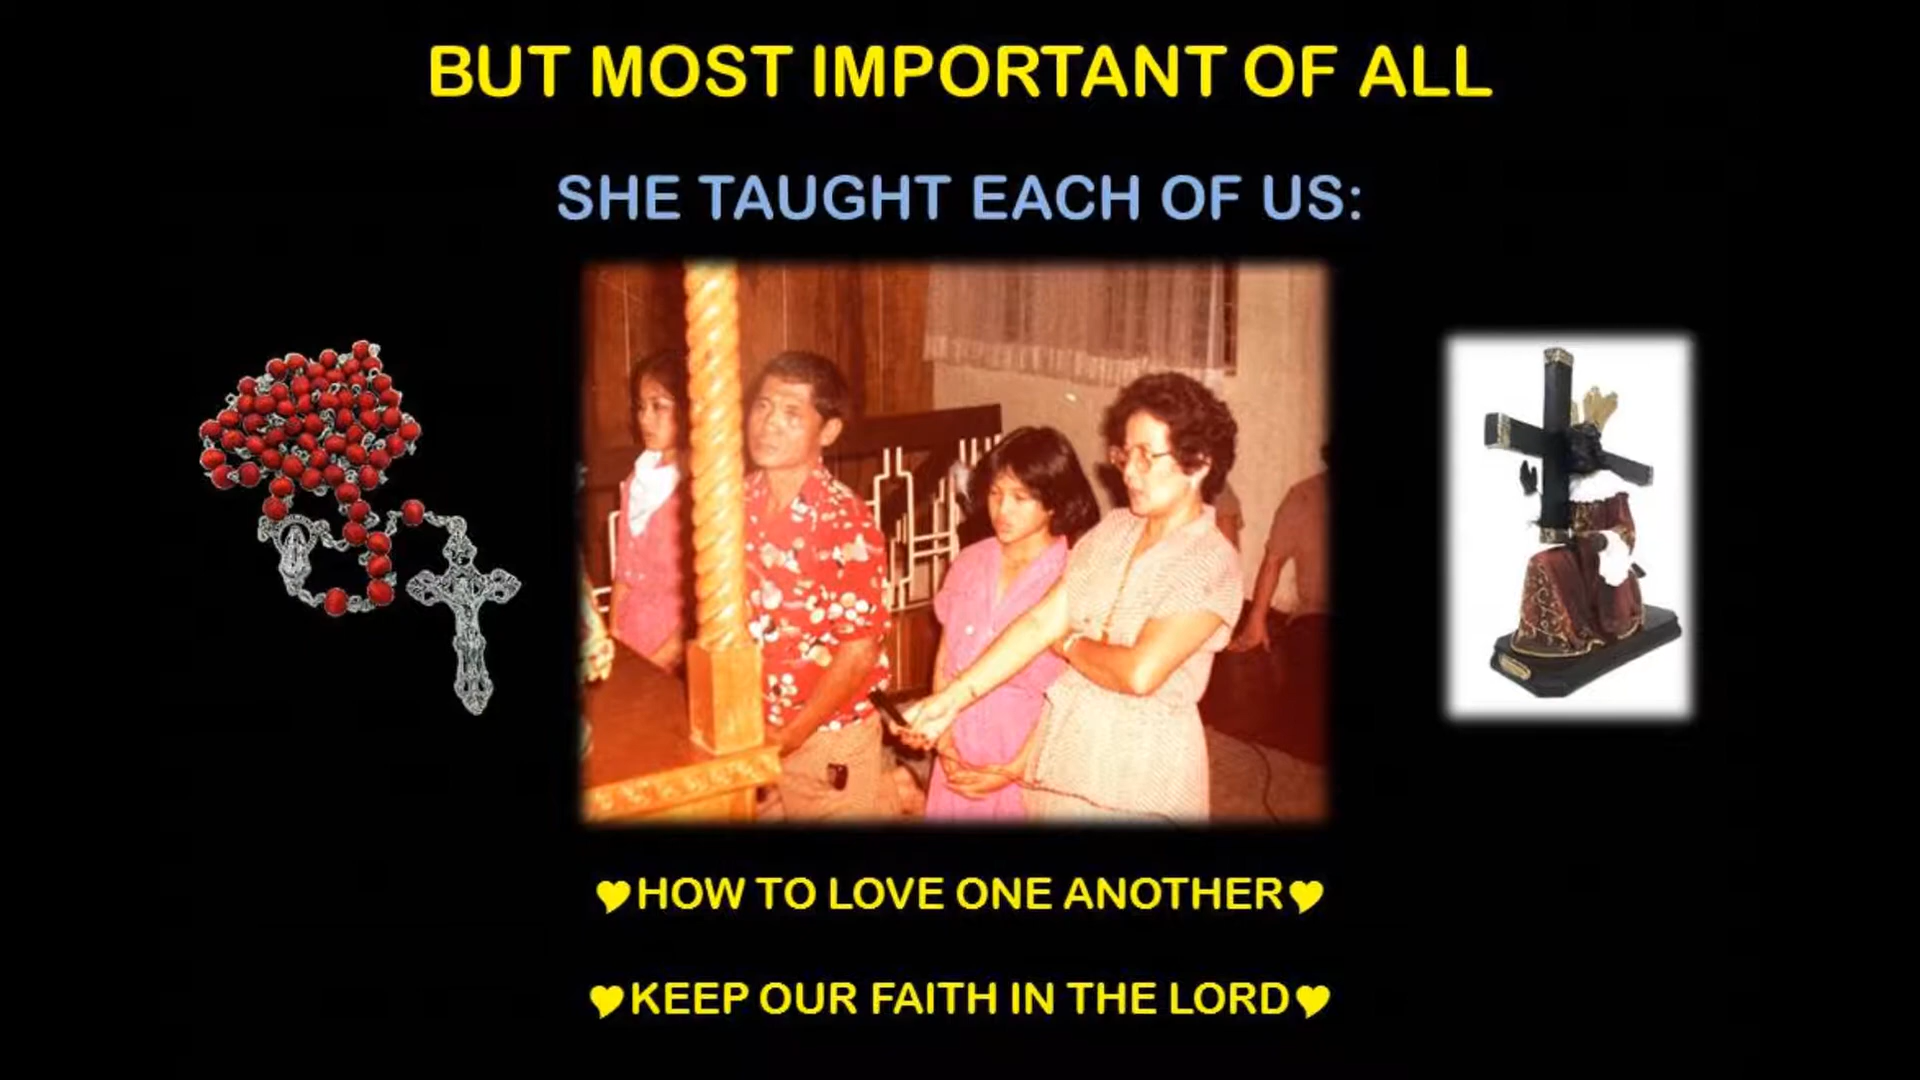 BUT MOST IMPORTANT OF ALL
SHE TAUGHT EACH OF US:
HOW TO LOVE ONE ANOTHER
KEEP OUR FAITH IN THE LORD